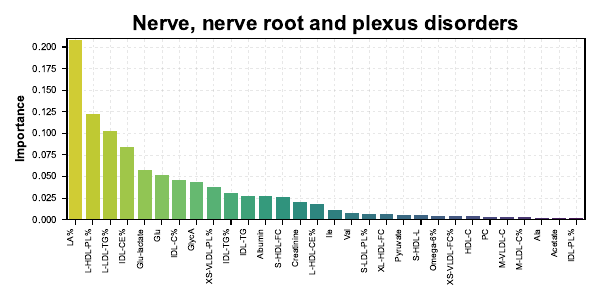 Nerve, nerve root and plexus disorders
Importance
0.200
0.175
0.150
0.125
0.100
0.075
0.050
0.025
0.000
LA%
L-HDL-PL%
L-LDL-TG%
IDL-CE%
Glu-lactate
Glu
IDL-C%
GlycA
XS-VLDL-PL%
IDL-TG%
IDL-TG
Albumin
S-HDL-FC
Creatinine
L-HDL-CE%
Ile
Val
S-LDL-PL%
XL-HDL-FC
Pyruvate
S-HDL-L
Omega-6%
XS-VLDL-FC%
HDL-C
PC
M-VLDL-C
M-LDL-C%
Ala
Acetate
IDL-PL%